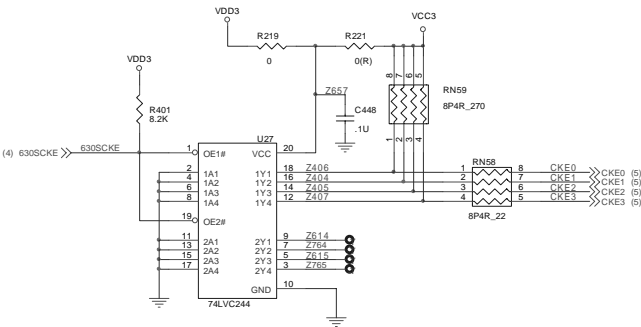 VDD3
VCC3
R219
R221
0
0(R)
VDD3
8 7 6 5
RN59
8P4R_270
R401
8.2K
Z657
C448
.1U
1 2 3 4
U27
(4) 630SCKE
630SCKE
1 OE1# VCC 20
RN58
2 1A1 1Y1 18 Z406 1 8 CKE0 CKE0 (5)
4 1A2 1Y2 16 Z404 2 7 CKE1 CKE1 (5)
6 1A3 1Y3 14 Z405 3 6 CKE2 CKE2 (5)
8 1A4 1Y4 12 Z407 4 5 CKE3 CKE3 (5)
8P4R_22
19 OE2#
11 2A1 2Y1 9 Z614
13 2A2 2Y2 7 Z764
15 2A3 2Y3 5 Z615
17 2A4 2Y4 3 Z765
GND 10
74LVC244